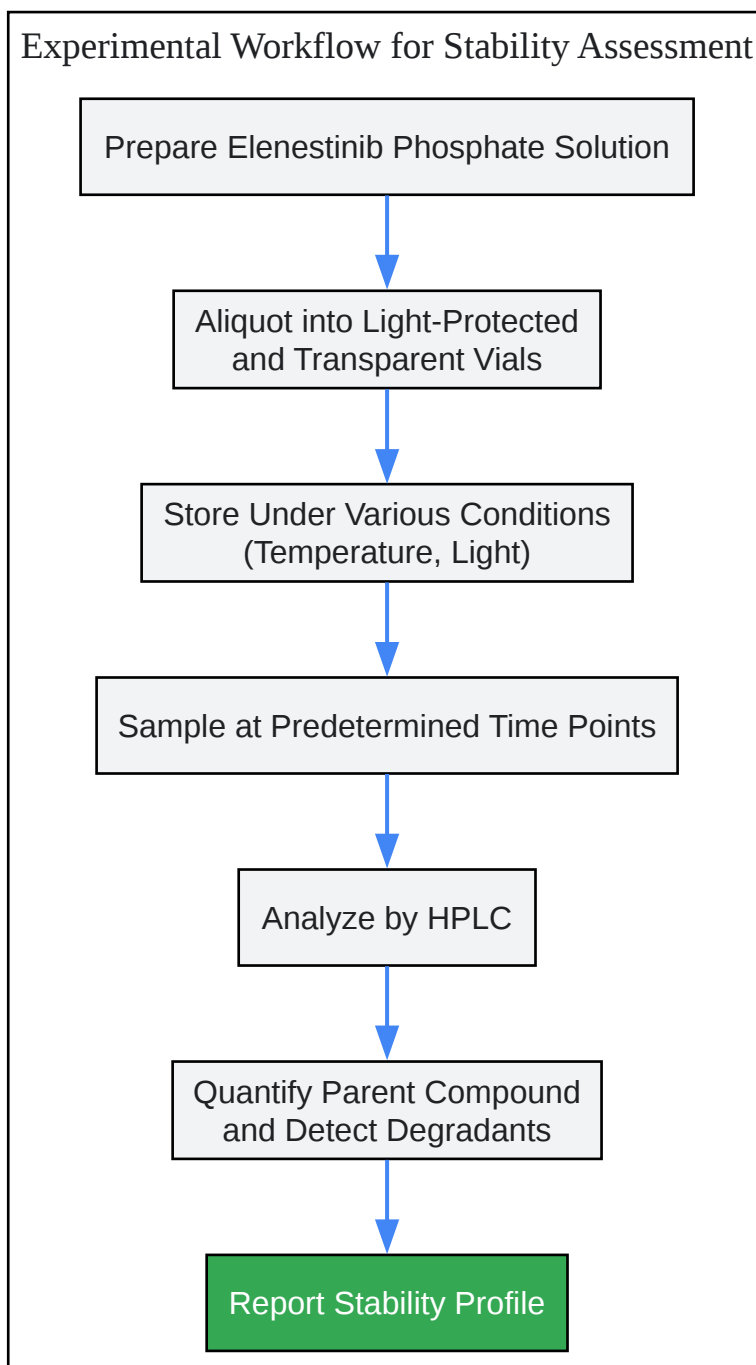 Experimental Workflow for Stability Assessment
Prepare Elenestinib Phosphate Solution
Aliquot into Light-Protected
and Transparent Vials
Store Under Various Conditions
(Temperature, Light)
Sample at Predetermined Time Points
Analyze by HPLC
Quantify Parent Compound
and Detect Degradants
Report Stability Profile